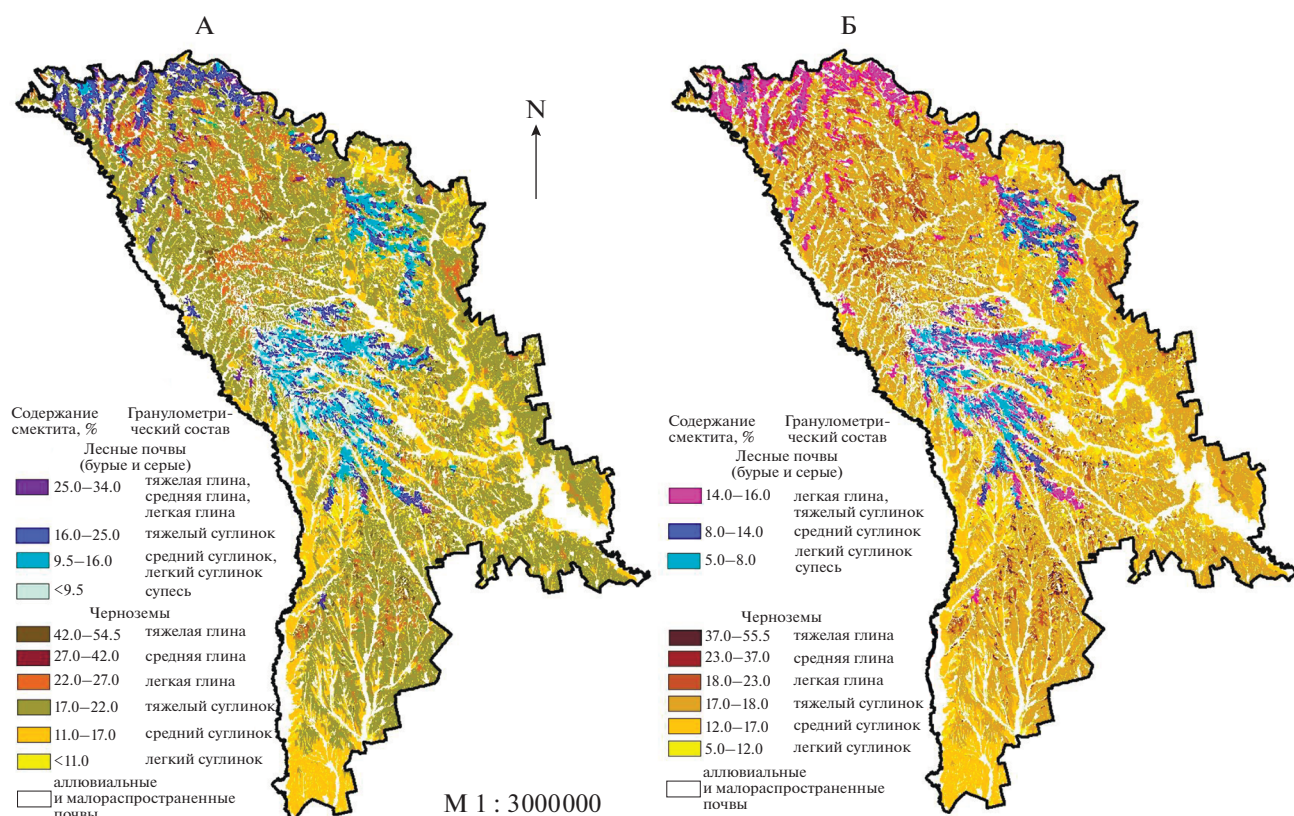 А
Б
N
Содержание
смектита, %
Гранулометри-
ческий состав
Лесные почвы
(бурые и серые)
25.0–34.0 тяжелая глина,
средняя глина,
легкая глина
16.0–25.0 тяжелый суглинок
9.5–16.0 средний суглинок,
легкий суглинок
<9.5 супесь
Черноземы
42.0–54.5 тяжелая глина
27.0–42.0 средняя глина
22.0–27.0 легкая глина
17.0–22.0 тяжелый суглинок
11.0–17.0 средний суглинок
<11.0 легкий суглинок
аллювиальные
и малораспространенные
почвы
М 1 : 3000000
Содержание
смектита, %
Гранулометри-
ческий состав
Лесные почвы
(бурые и серые)
14.0–16.0 легкая глина,
тяжелый суглинок
8.0–14.0 средний суглинок
5.0–8.0 легкий суглинок
супесь
Черноземы
37.0–55.5 тяжелая глина
23.0–37.0 средняя глина
18.0–23.0 легкая глина
17.0–18.0 тяжелый суглинок
12.0–17.0 средний суглинок
5.0–12.0 легкий суглинок
аллювиальные
и малораспространенные
почвы